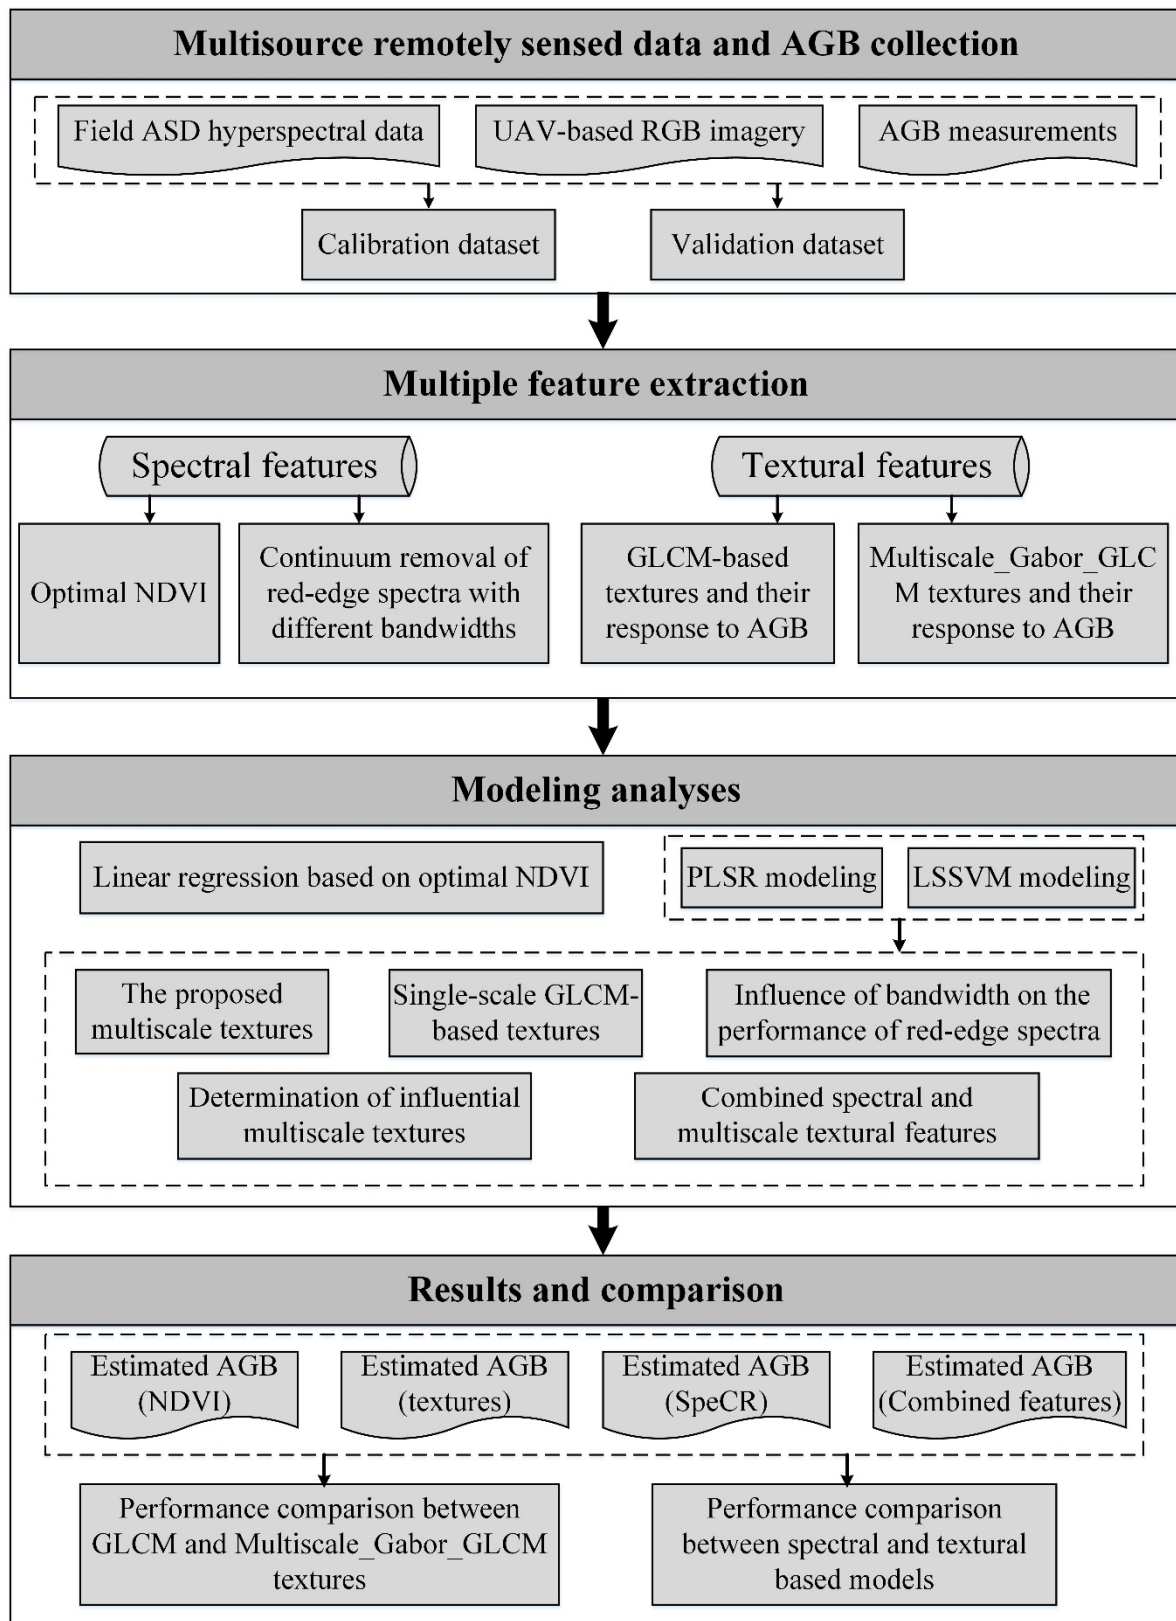 Multisource remotely sensed data and AGB collection
Field ASD hyperspectral data
UAV-based RGB imagery
AGB measurements
Calibration dataset
Validation dataset
Multiple feature extraction
Spectral features
Textural features
Optimal NDVI
Continuum removal of
red-edge spectra with
different bandwidths
GLCM-based
textures and their
response to AGB
Multiscale_Gabor_GLC
M textures and their
response to AGB
Modeling analyses
Linear regression based on optimal NDVI
PLSR modeling
LSSVM modeling
The proposed
multiscale textures
Single-scale GLCM-
based textures
Influence of bandwidth on the
performance of red-edge spectra
Determination of influential
multiscale textures
Combined spectral and
multiscale textural features
Results and comparison
Estimated AGB
(NDVI)
Estimated AGB
(textures)
Estimated AGB
(SpeCR)
Estimated AGB
(Combined features)
Performance comparison between
GLCM and Multiscale_Gabor_GLCM
textures
Performance comparison
between spectral and textural
based models